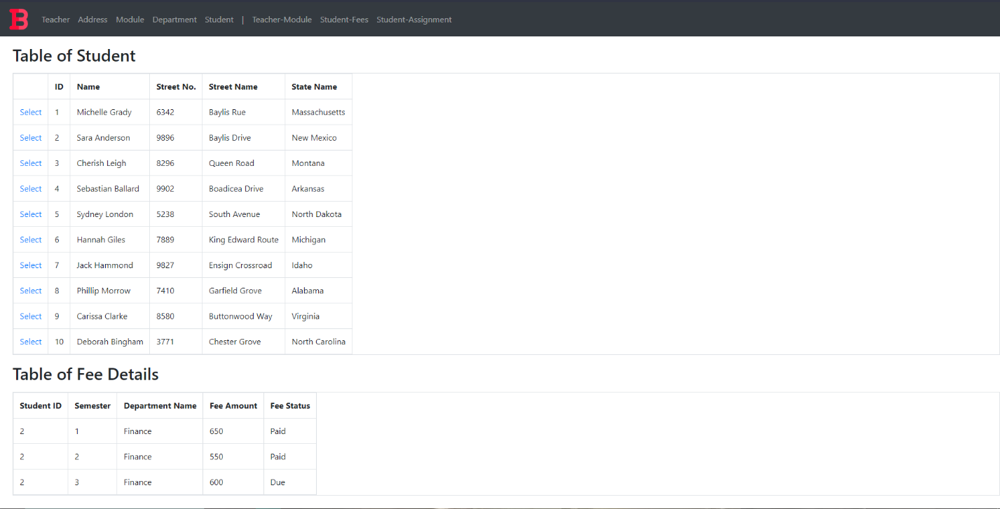 B Teacher Address Module Department Student | Teacher-Module Student-Fees Student-Assignment
Table of Student
ID Name Street No. Street Name State Name
Select 1 Michelle Grady 6342 Baylis Rue Massachusetts
Select 2 Sara Anderson 9896 Baylis Drive New Mexico
Select 3 Cherish Leigh 8296 Queen Road Montana
Select 4 Sebastian Ballard 9902 Boadicea Drive Arkansas
Select 5 Sydney London 5238 South Avenue North Dakota
Select 6 Hannah Giles 7889 King Edward Route Michigan
Select 7 Jack Hammond 9827 Ensign Crossroad Idaho
Select 8 Phillip Morrow 7410 Garfield Grove Alabama
Select 9 Carissa Clarke 8580 Buttonwood Way Virginia
Select 10 Deborah Bingham 3771 Chester Grove North Carolina
Table of Fee Details
Student ID Semester Department Name Fee Amount Fee Status
2 1 Finance 650 Paid
2 2 Finance 550 Paid
2 3 Finance 600 Due